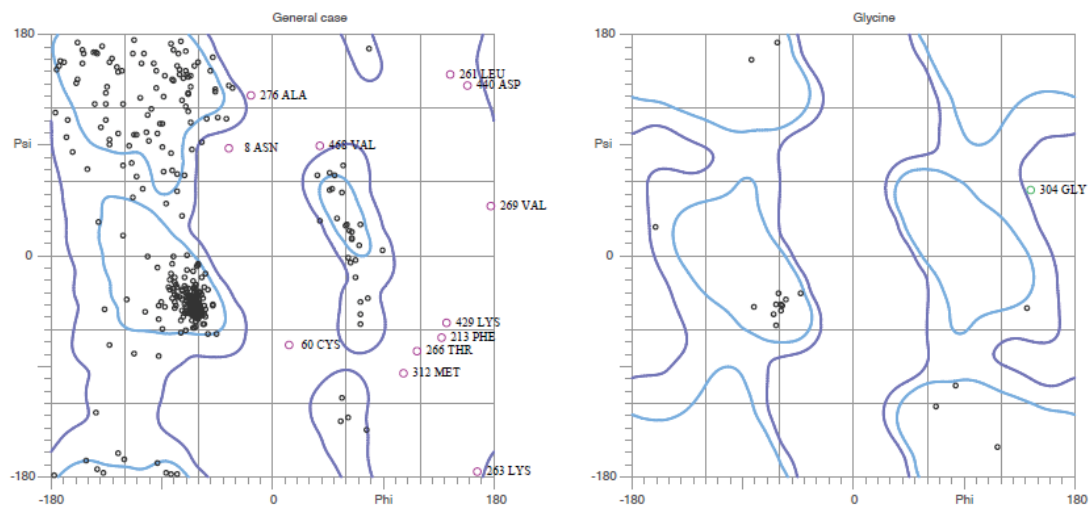 General case
Glycine
180
180
261 LEU
440 ASP
276 ALA
Psi
8 ASN
468 VAL
Psi
304 GLY
269 VAL
0
0
429 LYS
60 CYS
213 PHE
266 THR
312 MET
263 LYS
-180
-180
-180
0
Phi
180
-180
0
Phi
180